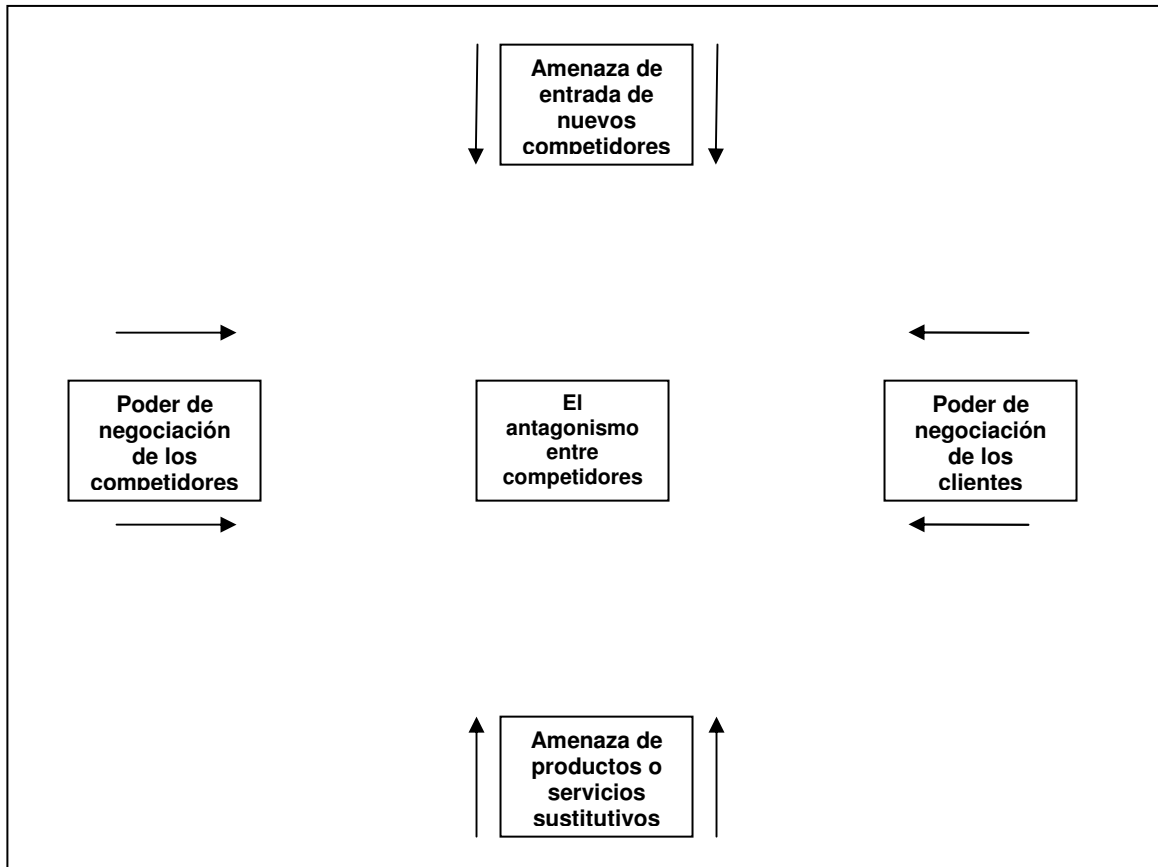 Amenaza de
entrada de
nuevos
competidores
Poder de
negociación
de los
competidores
El
antagonismo
entre
competidores
Poder de
negociación
de los
clientes
Amenaza de
productos o
servicios
sustitutivos